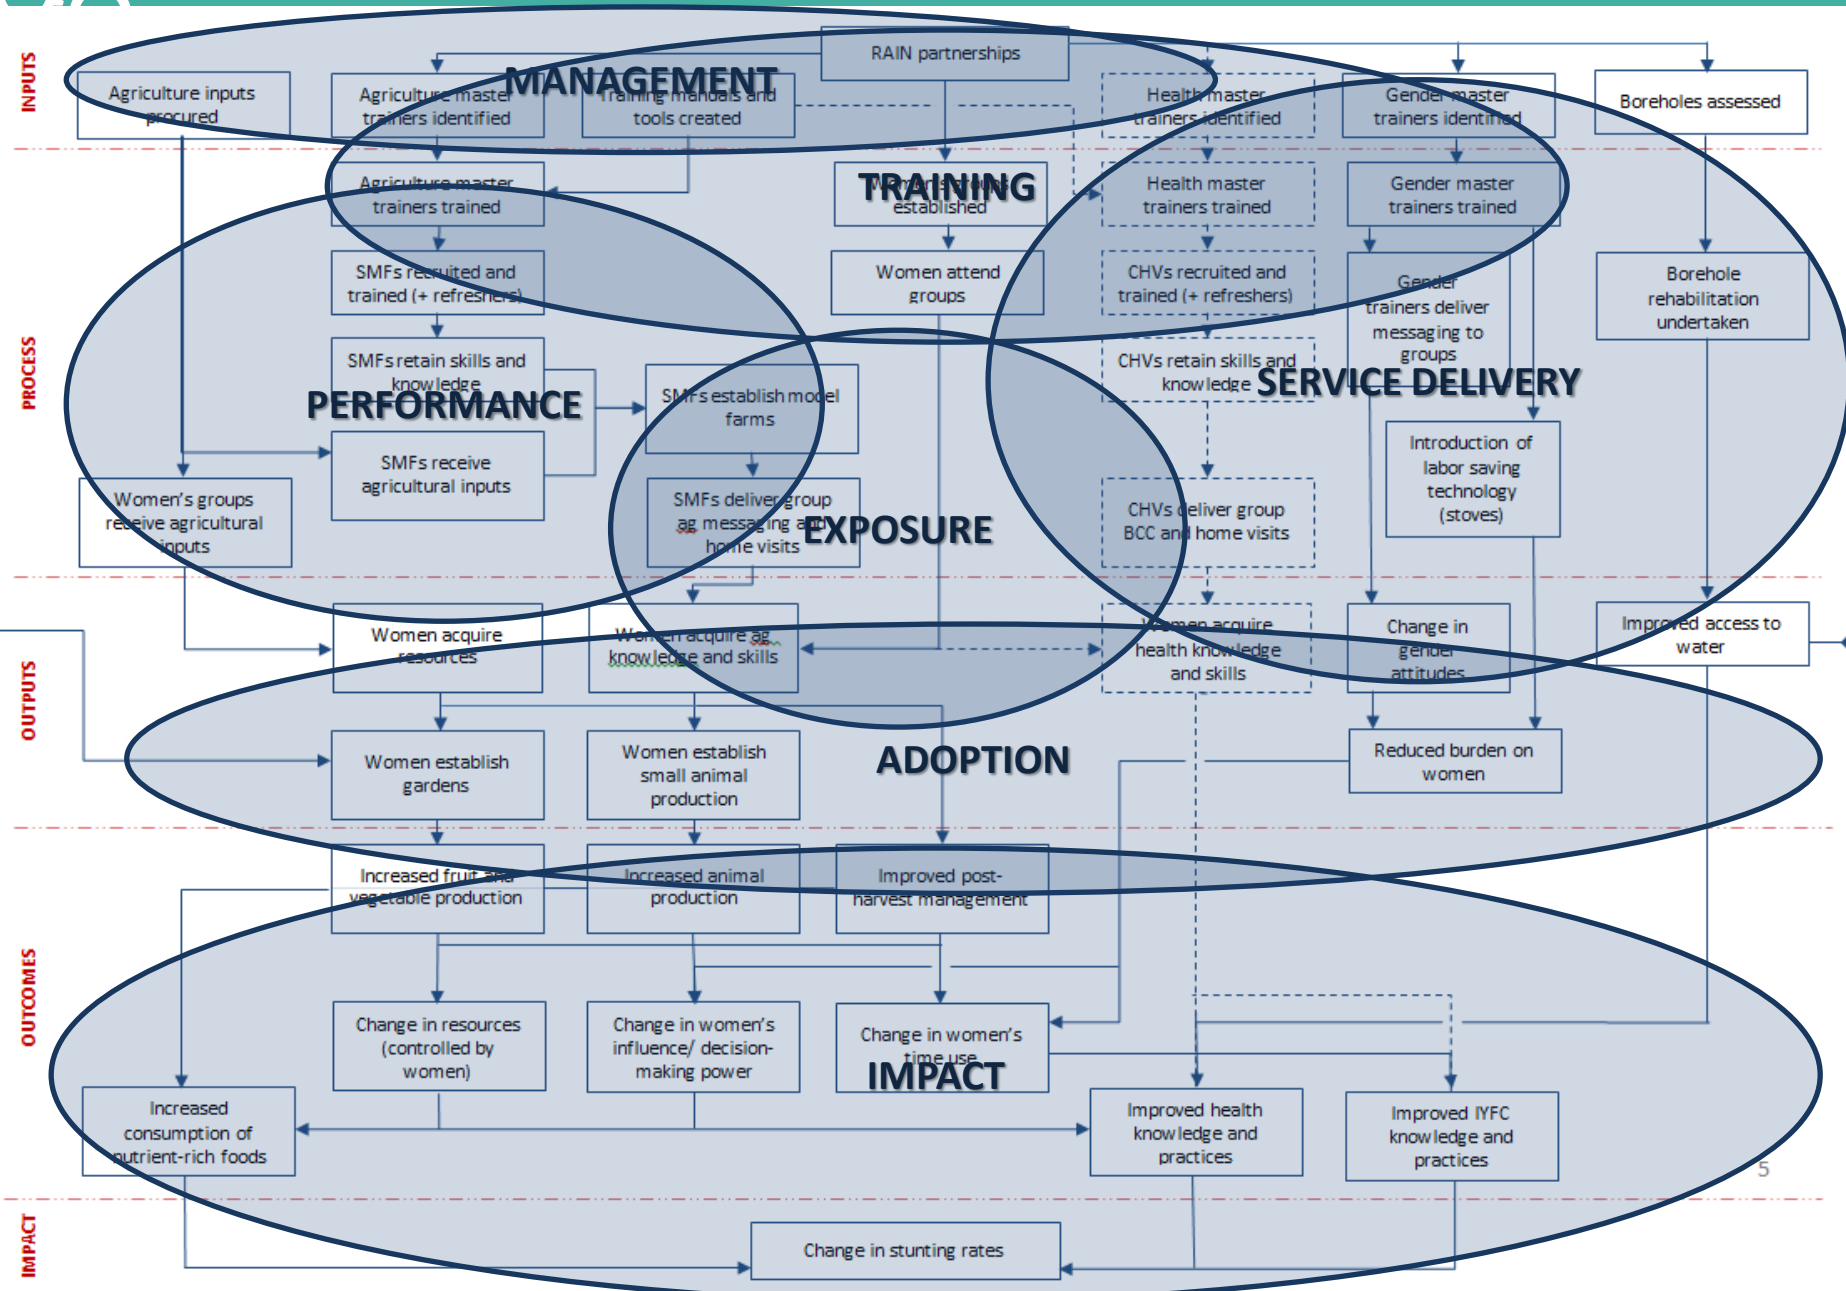 INPUTS
RAIN partnerships
MANAGEMENT
Agriculture inputs
procured
Agriculture master
trainers identified
Training manuals and
tools created
Health master
trainers identified
Gender master
trainers identified
Boreholes assessed
PROCESS
Agriculture master
trainers trained
Women's groups
established
TRAINING
Health master
trainers trained
Gender master
trainers trained
SMFs recruited and
trained (+ refreshers)
Women attend
groups
CHVs recruited and
trained (+ refreshers)
Gender
trainers deliver
messaging to
groups
Borehole
rehabilitation
undertaken
SMFs retain skills and
knowledge
PERFORMANCE
SMFs establish model
farms
CHVs retain skills and
knowledge
SERVICE DELIVERY
SMFs receive
agricultural inputs
Introduction of
labor saving
technology
(stoves)
Women's groups
receive agricultural
inputs
SMFs deliver group
ag messaging and
home visits
EXPOSURE
CHVs deliver group
BCC and home visits
OUTPUTS
Women acquire
resources
Women acquire ag
knowledge and skills
Women acquire
health knowledge
and skills
Change in
gender
attitudes
Improved access to
water
Women establish
gardens
Women establish
small animal
production
ADOPTION
Reduced burden on
women
OUTCOMES
Increased fruit and
vegetable production
Increased animal
production
Improved post-
harvest management
Change in resources
(controlled by
women)
Change in women's
influence/ decision-
making power
Change in women's
time use
IMPACT
Increased
consumption of
nutrient-rich foods
Improved health
knowledge and
practices
Improved IYFC
knowledge and
practices
5
IMPACT
Change in stunting rates